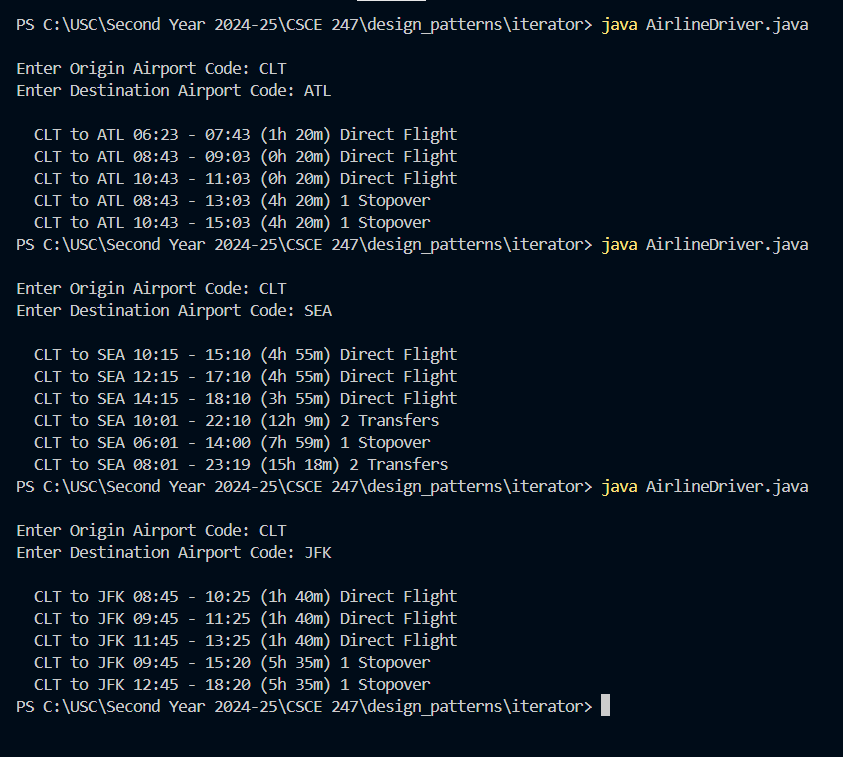 PS C:\USC\Second Year 2024-25\CSCE 247\design_patterns\iterator> java AirlineDriver.java
Enter Origin Airport Code: CLT
Enter Destination Airport Code: ATL
CLT to ATL 06:23 - 07:43 (1h 20m) Direct Flight
CLT to ATL 08:43 - 09:03 (0h 20m) Direct Flight
CLT to ATL 10:43 - 11:03 (0h 20m) Direct Flight
CLT to ATL 08:43 - 13:03 (4h 20m) 1 Stopover
CLT to ATL 10:43 - 15:03 (4h 20m) 1 Stopover
PS C:\USC\Second Year 2024-25\CSCE 247\design_patterns\iterator> java AirlineDriver.java
Enter Origin Airport Code: CLT
Enter Destination Airport Code: SEA
CLT to SEA 10:15 - 15:10 (4h 55m) Direct Flight
CLT to SEA 12:15 - 17:10 (4h 55m) Direct Flight
CLT to SEA 14:15 - 18:10 (3h 55m) Direct Flight
CLT to SEA 10:01 - 22:10 (12h 9m) 2 Transfers
CLT to SEA 06:01 - 14:00 (7h 59m) 1 Stopover
CLT to SEA 08:01 - 23:19 (15h 18m) 2 Transfers
PS C:\USC\Second Year 2024-25\CSCE 247\design_patterns\iterator> java AirlineDriver.java
Enter Origin Airport Code: CLT
Enter Destination Airport Code: JFK
CLT to JFK 08:45 - 10:25 (1h 40m) Direct Flight
CLT to JFK 09:45 - 11:25 (1h 40m) Direct Flight
CLT to JFK 11:45 - 13:25 (1h 40m) Direct Flight
CLT to JFK 09:45 - 15:20 (5h 35m) 1 Stopover
CLT to JFK 12:45 - 18:20 (5h 35m) 1 Stopover
PS C:\USC\Second Year 2024-25\CSCE 247\design_patterns\iterator>